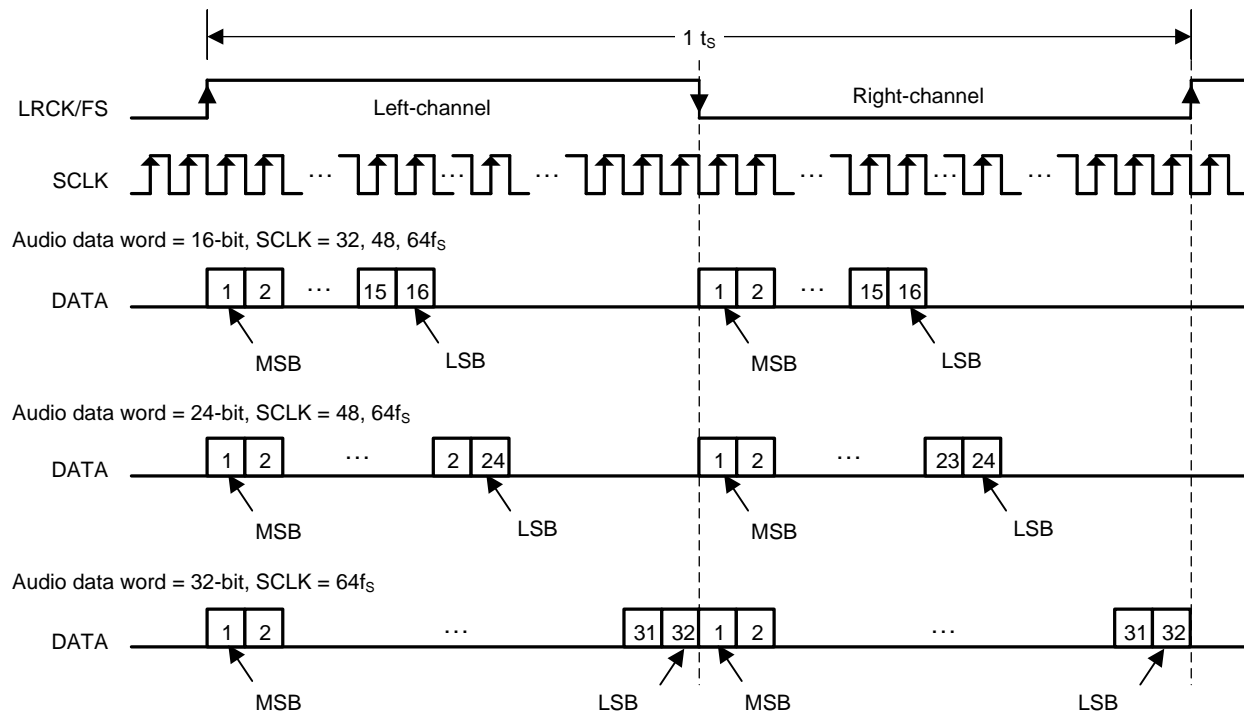 1 tS
LRCK/FS
Left-channel
Right-channel
SCLK
... ... ... ... ... ...
Audio data word = 16-bit, SCLK = 32, 48, 64fS
DATA
1 2 ... 15 16 1 2 ... 15 16
MSB LSB MSB LSB
Audio data word = 24-bit, SCLK = 48, 64fS
DATA
1 2 ... 2 24 1 2 ... 23 24
MSB LSB MSB LSB
Audio data word = 32-bit, SCLK = 64fS
DATA
1 2 ... 31 32 1 2 ... 31 32
MSB LSB MSB LSB